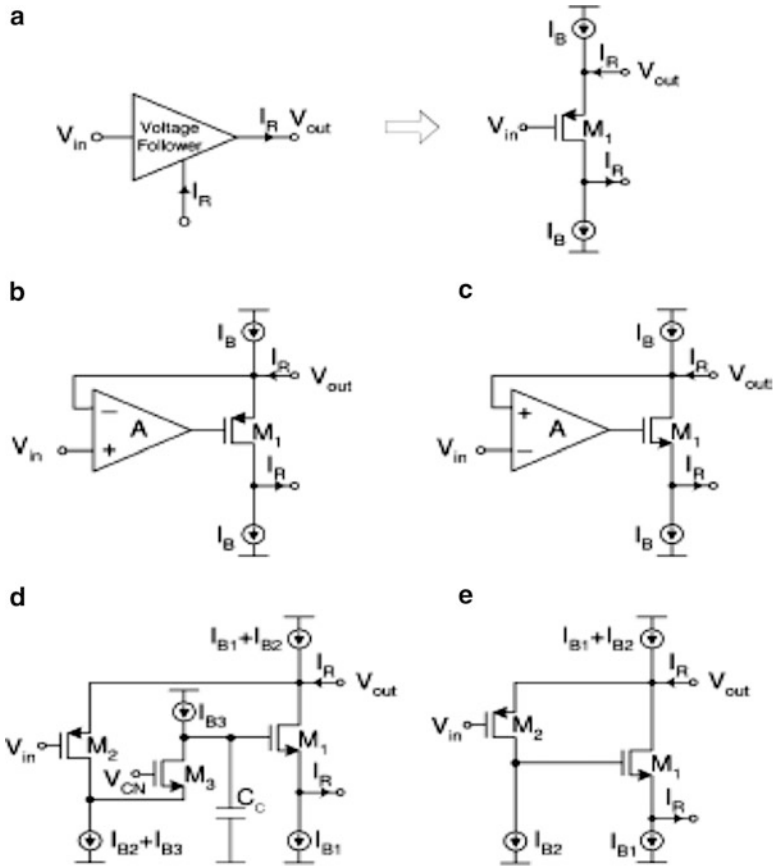 a
I_B
I_R
V_out
V_in
Voltage
Follower
I_R
V_out
I_R
V_in
M_1
I_R
I_B
b
I_B
I_R
V_out
V_in
A
−
+
M_1
I_R
I_B
c
I_B
I_R
V_out
V_in
A
+
−
M_1
I_R
I_B
d
I_B1+I_B2
I_R
V_out
V_in
M_2
I_B3
V_CN
M_3
C_C
M_1
I_R
I_B2+I_B3
I_B1
e
I_B1+I_B2
I_R
V_out
V_in
M_2
M_1
I_R
I_B2
I_B1